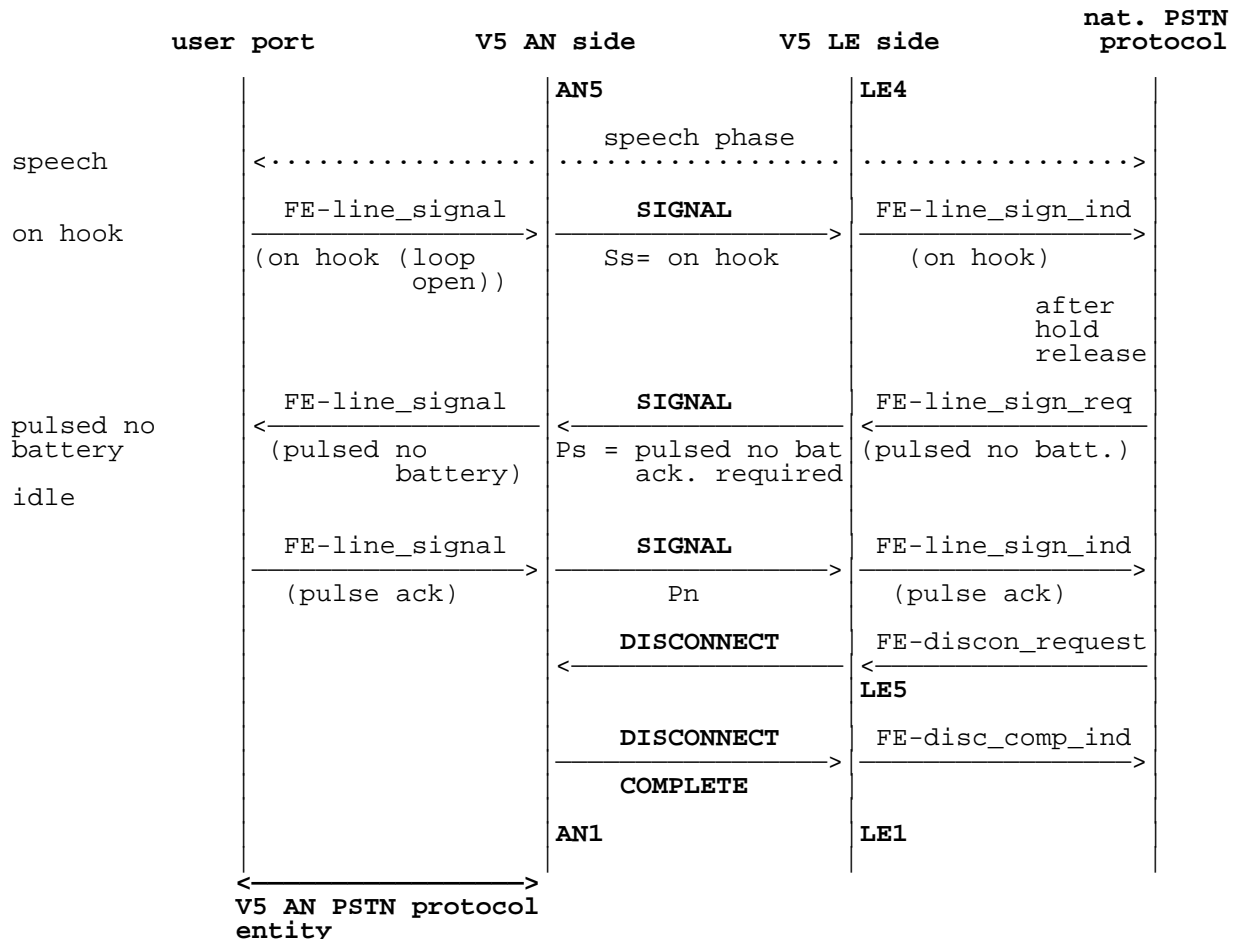 nat. PSTN
user port V5 AN side V5 LE side protocol
AN5 LE4
speech phase
speech
FE-line_signal SIGNAL FE-line_sign_ind
on hook
(on hook (loop Ss= on hook (on hook)
open))
after
hold
release
FE-line_signal SIGNAL FE-line_sign_req
pulsed no
battery (pulsed no Ps = pulsed no bat (pulsed no batt.)
battery) ack. required
idle
FE-line_signal SIGNAL FE-line_sign_ind
(pulse ack) Pn (pulse ack)
DISCONNECT FE-discon_request
LE5
DISCONNECT FE-disc_comp_ind
COMPLETE
AN1 LE1
V5 AN PSTN protocol
entity